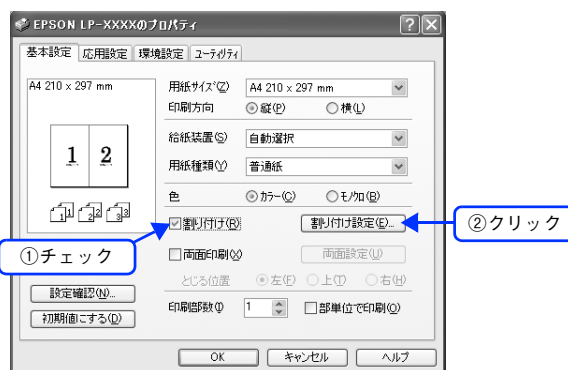 EPSON LP-XXXXのプロパティ
基本設定 応用設定 環境設定 ユーティリティ
A4 210 x 297 mm
1 2
1 2 3
設定確認(N)...
初期値にする(D)
用紙サイズ(Z) A4 210 x 297 mm
印刷方向 縦(P) 横(L)
給紙装置(S) 自動選択
用紙種類(Y) 普通紙
色 カラー(C) モノクロ(B)
割り付け(R) 割り付け設定(E)...
①チェック
②クリック
両面印刷(X) 両面設定(U)
とじる位置 左(F) 上(T) 右(H)
印刷部数(I) 1 部単位で印刷(O)
OK キャンセル ヘルプ